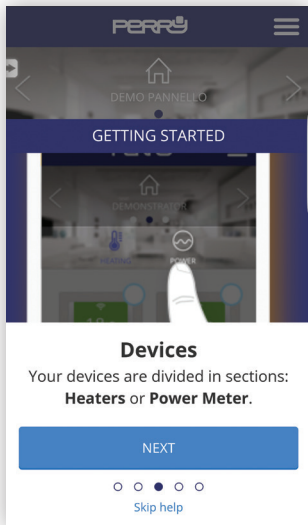 PERRY
DEMO PANNELLO
GETTING STARTED
DEMONSTRATOR
HEATING
POWER
Devices
Your devices are divided in sections:
Heaters or Power Meter.
NEXT
Skip help